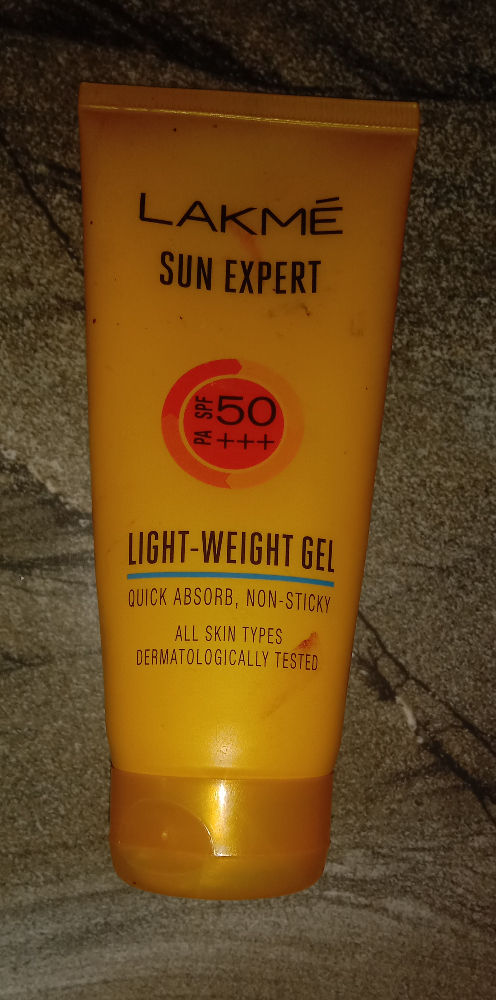 LAKMÉ
SUN EXPERT
SPF 50
PA +++
LIGHT-WEIGHT GEL
QUICK ABSORB, NON-STICKY
ALL SKIN TYPES
DERMATOLOGICALLY TESTED